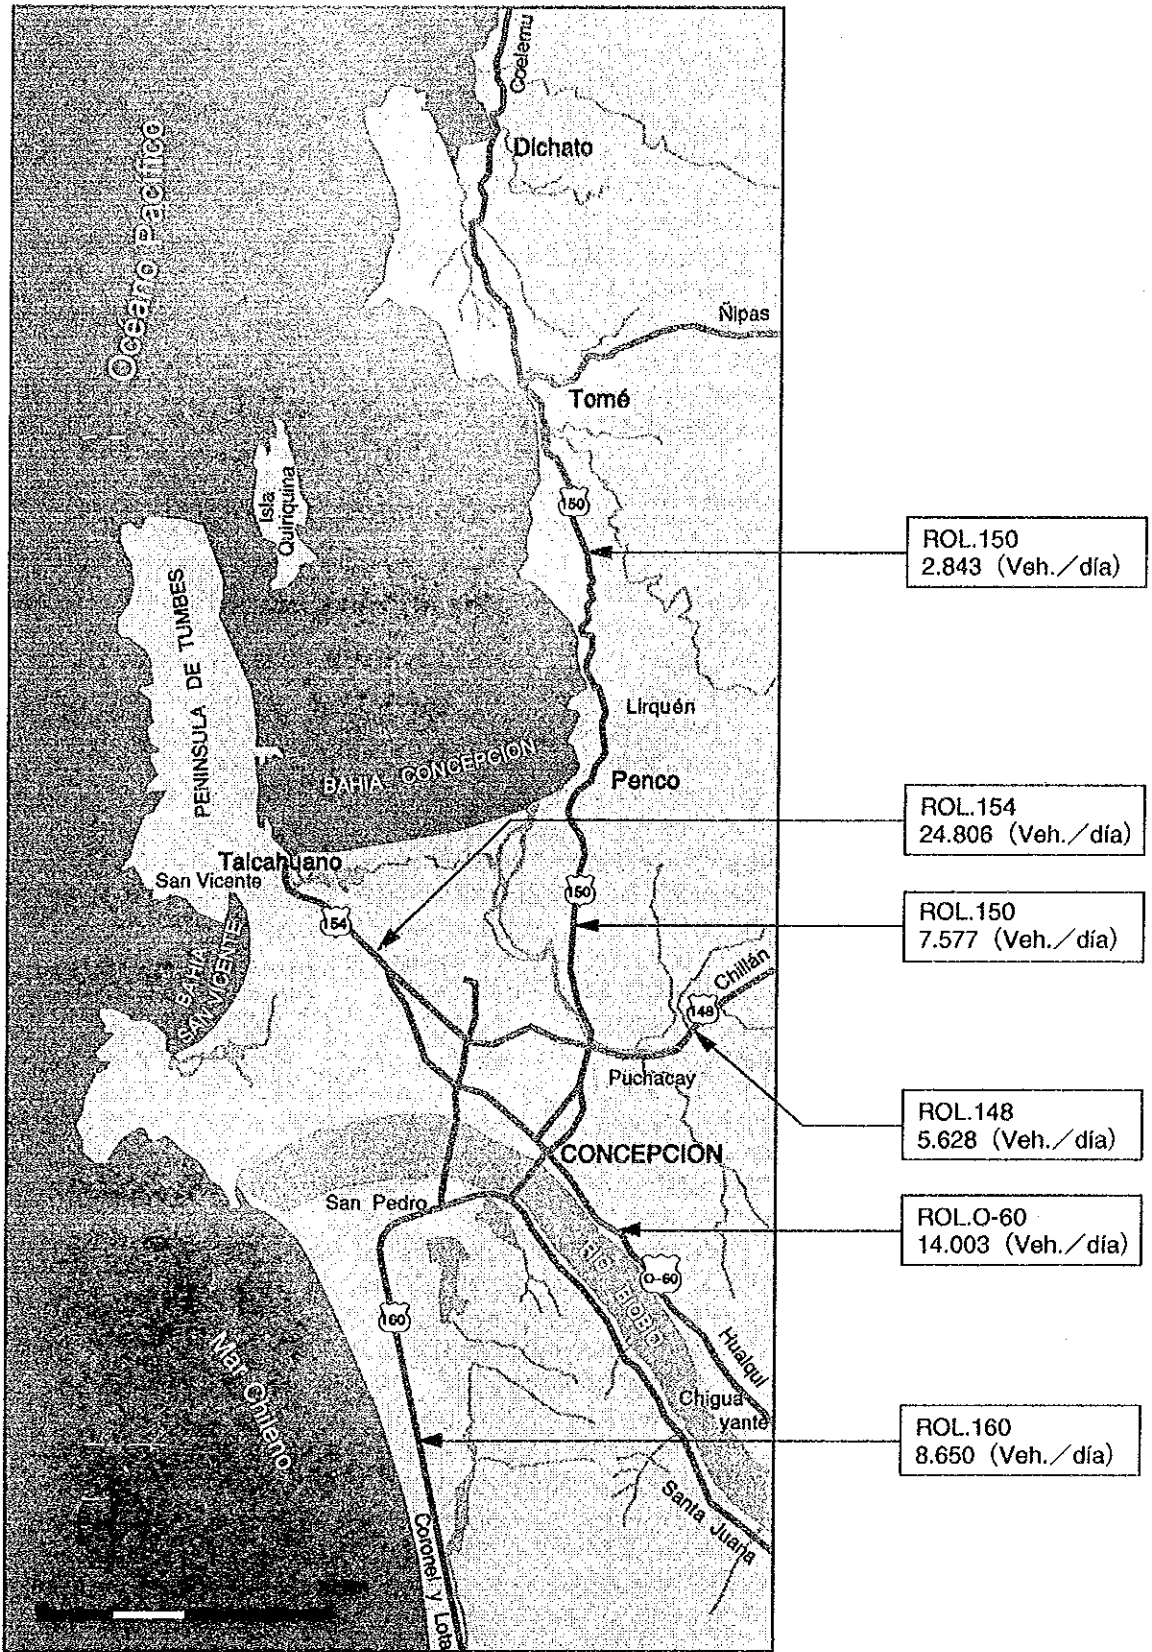 Coelemu
Dichato
Océano Pacífico
Ñipas
Tomé
Isla
Quiriquina
150
ROL.150
2.843 (Veh./día)
PENINSULA DE TUMBES
Lirquén
BAHIA CONCEPCION
Penco
ROL.154
24.806 (Veh./día)
Talcahuano
San Vicente
150
154
ROL.150
7.577 (Veh./día)
BAHIA
SAN VICENTE
Chillán
148
Puchacay
ROL.148
5.628 (Veh./día)
CONCEPCION
San Pedro
ROL.O-60
14.003 (Veh./día)
RIO BIOBIO
O-60
160
Hualqui
Mar Chileno
Chigua
yante
ROL.160
8.650 (Veh./día)
Santa Juana
Coronel y Lota